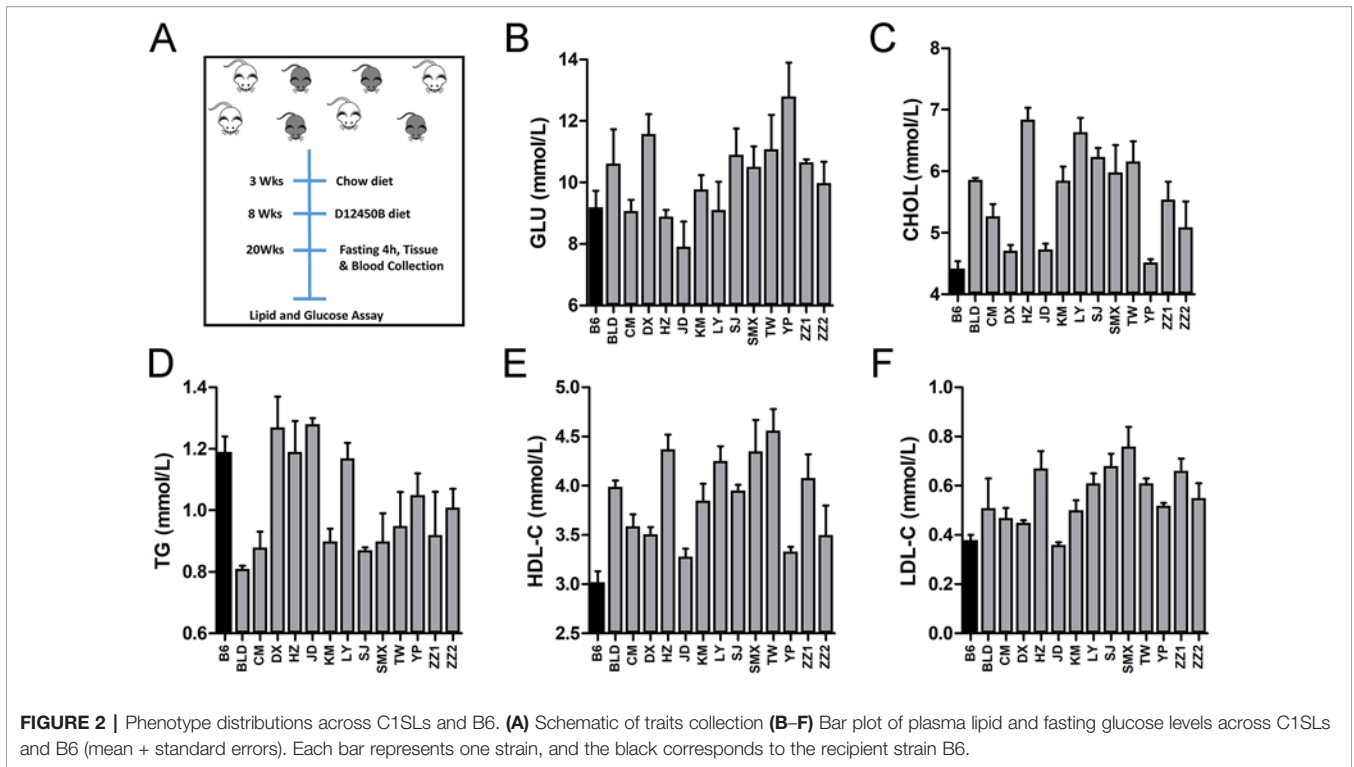 A
3 Wks Chow diet
8 Wks D12450B diet
20Wks Fasting 4h, Tissue
& Blood Collection
Lipid and Glucose Assay
B
GLU (mmol/L)
14
12
10
8
6
B6 BLD CM DX HZ JD KM LY SJ SMX TW YP ZZ1 ZZ2
C
CHOL (mmol/L)
8
7
6
5
4
B6 BLD CM DX HZ JD KM LY SJ SMX TW YP ZZ1 ZZ2
D
TG (mmol/L)
1.4
1.2
1.0
0.8
0.6
B6 BLD CM DX HZ JD KM LY SJ SMX TW YP ZZ1 ZZ2
E
HDL-C (mmol/L)
5.0
4.5
4.0
3.5
3.0
2.5
B6 BLD CM DX HZ JD KM LY SJ SMX TW YP ZZ1 ZZ2
F
LDL-C (mmol/L)
1.0
0.8
0.6
0.4
0.2
0.0
B6 BLD CM DX HZ JD KM LY SJ SMX TW YP ZZ1 ZZ2
FIGURE 2 | Phenotype distributions across C1SLs and B6. (A) Schematic of traits collection (B–F) Bar plot of plasma lipid and fasting glucose levels across C1SLs
and B6 (mean + standard errors). Each bar represents one strain, and the black corresponds to the recipient strain B6.